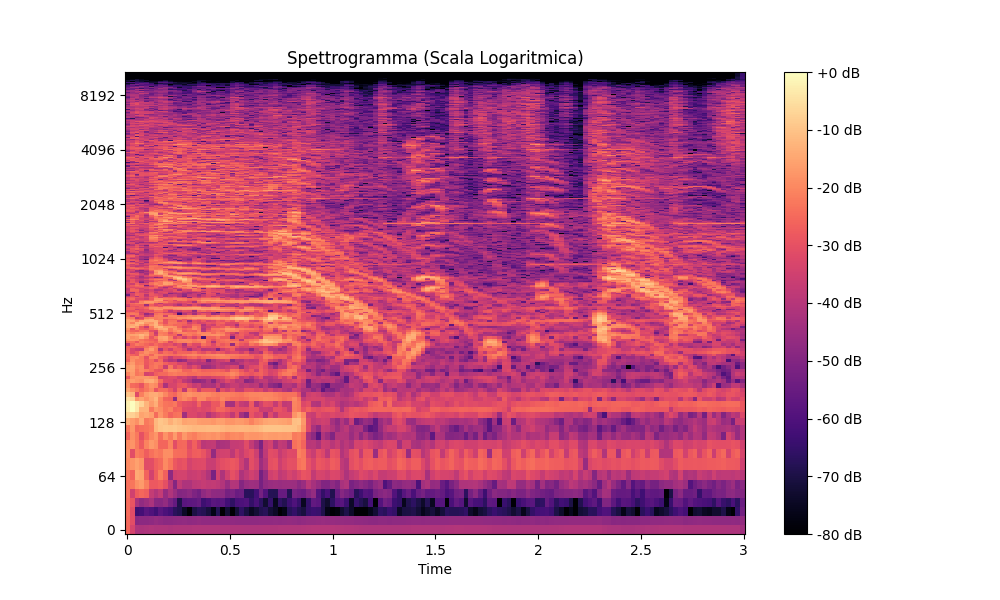 Spettrogramma (Scala Logaritmica)
Hz
8192
4096
2048
1024
512
256
128
64
0
0
0.5
1
1.5
2
2.5
3
Time
+0 dB
-10 dB
-20 dB
-30 dB
-40 dB
-50 dB
-60 dB
-70 dB
-80 dB